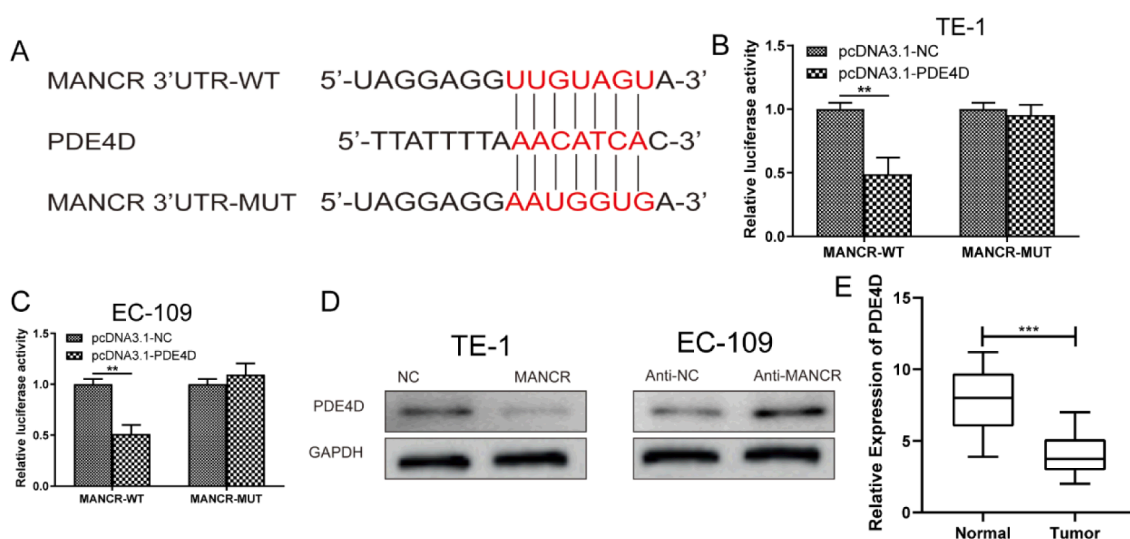 A
MANCR 3'UTR-WT 5'-UAGGAGGUUGUAGUA-3'
PDE4D 5'-TTATTTTAAACATCAC-3'
MANCR 3'UTR-MUT 5'-UAGGAGGAAUGGUGA-3'
B
TE-1
pcDNA3.1-NC
pcDNA3.1-PDE4D
Relative luciferase activity
1.5
1.0
0.5
0.0
**
MANCR-WT MANCR-MUT
C
EC-109
pcDNA3.1-NC
pcDNA3.1-PDE4D
Relative luciferase activity
1.5
1.0
0.5
0.0
**
MANCR-WT MANCR-MUT
D
TE-1 EC-109
NC MANCR Anti-NC Anti-MANCR
PDE4D
GAPDH
E
Relative Expression of PDE4D
15
10
5
0
***
Normal Tumor